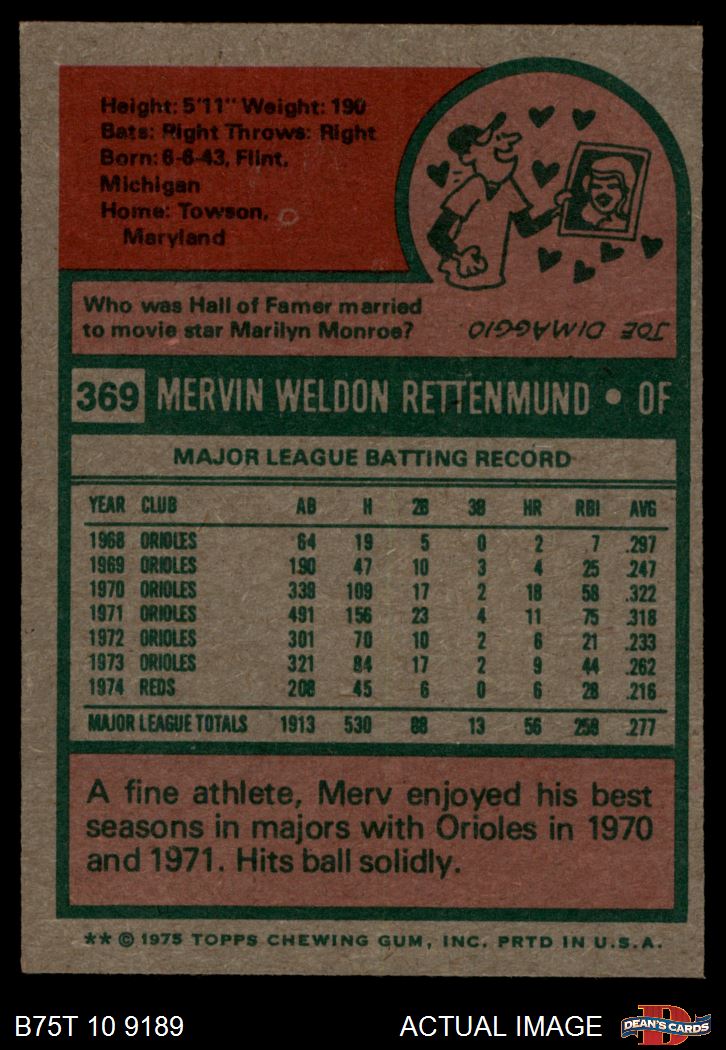 Height: 5'11" Weight: 190
Bats: Right Throws: Right
Born: 6-6-43, Flint,
Michigan
Home: Towson,
Maryland
Who was Hall of Famer married
to movie star Marilyn Monroe?
JOE DIMAGGIO
369 MERVIN WELDON RETTENMUND • OF
MAJOR LEAGUE BATTING RECORD
YEAR CLUB AB H 2B 3B HR RBI AVG
1968 ORIOLES 64 19 5 0 2 7 .297
1969 ORIOLES 190 47 10 3 4 25 .247
1970 ORIOLES 338 109 17 2 18 58 .322
1971 ORIOLES 491 156 23 4 11 75 .318
1972 ORIOLES 301 70 10 2 6 21 .233
1973 ORIOLES 321 84 17 2 9 44 .262
1974 REDS 208 45 6 0 6 28 .216
MAJOR LEAGUE TOTALS 1913 530 88 13 56 258 .277
A fine athlete, Merv enjoyed his best
seasons in majors with Orioles in 1970
and 1971. Hits ball solidly.
** © 1975 TOPPS CHEWING GUM, INC. PRTD IN U.S.A.
B75T 10 9189 ACTUAL IMAGE DEAN'S CARDS